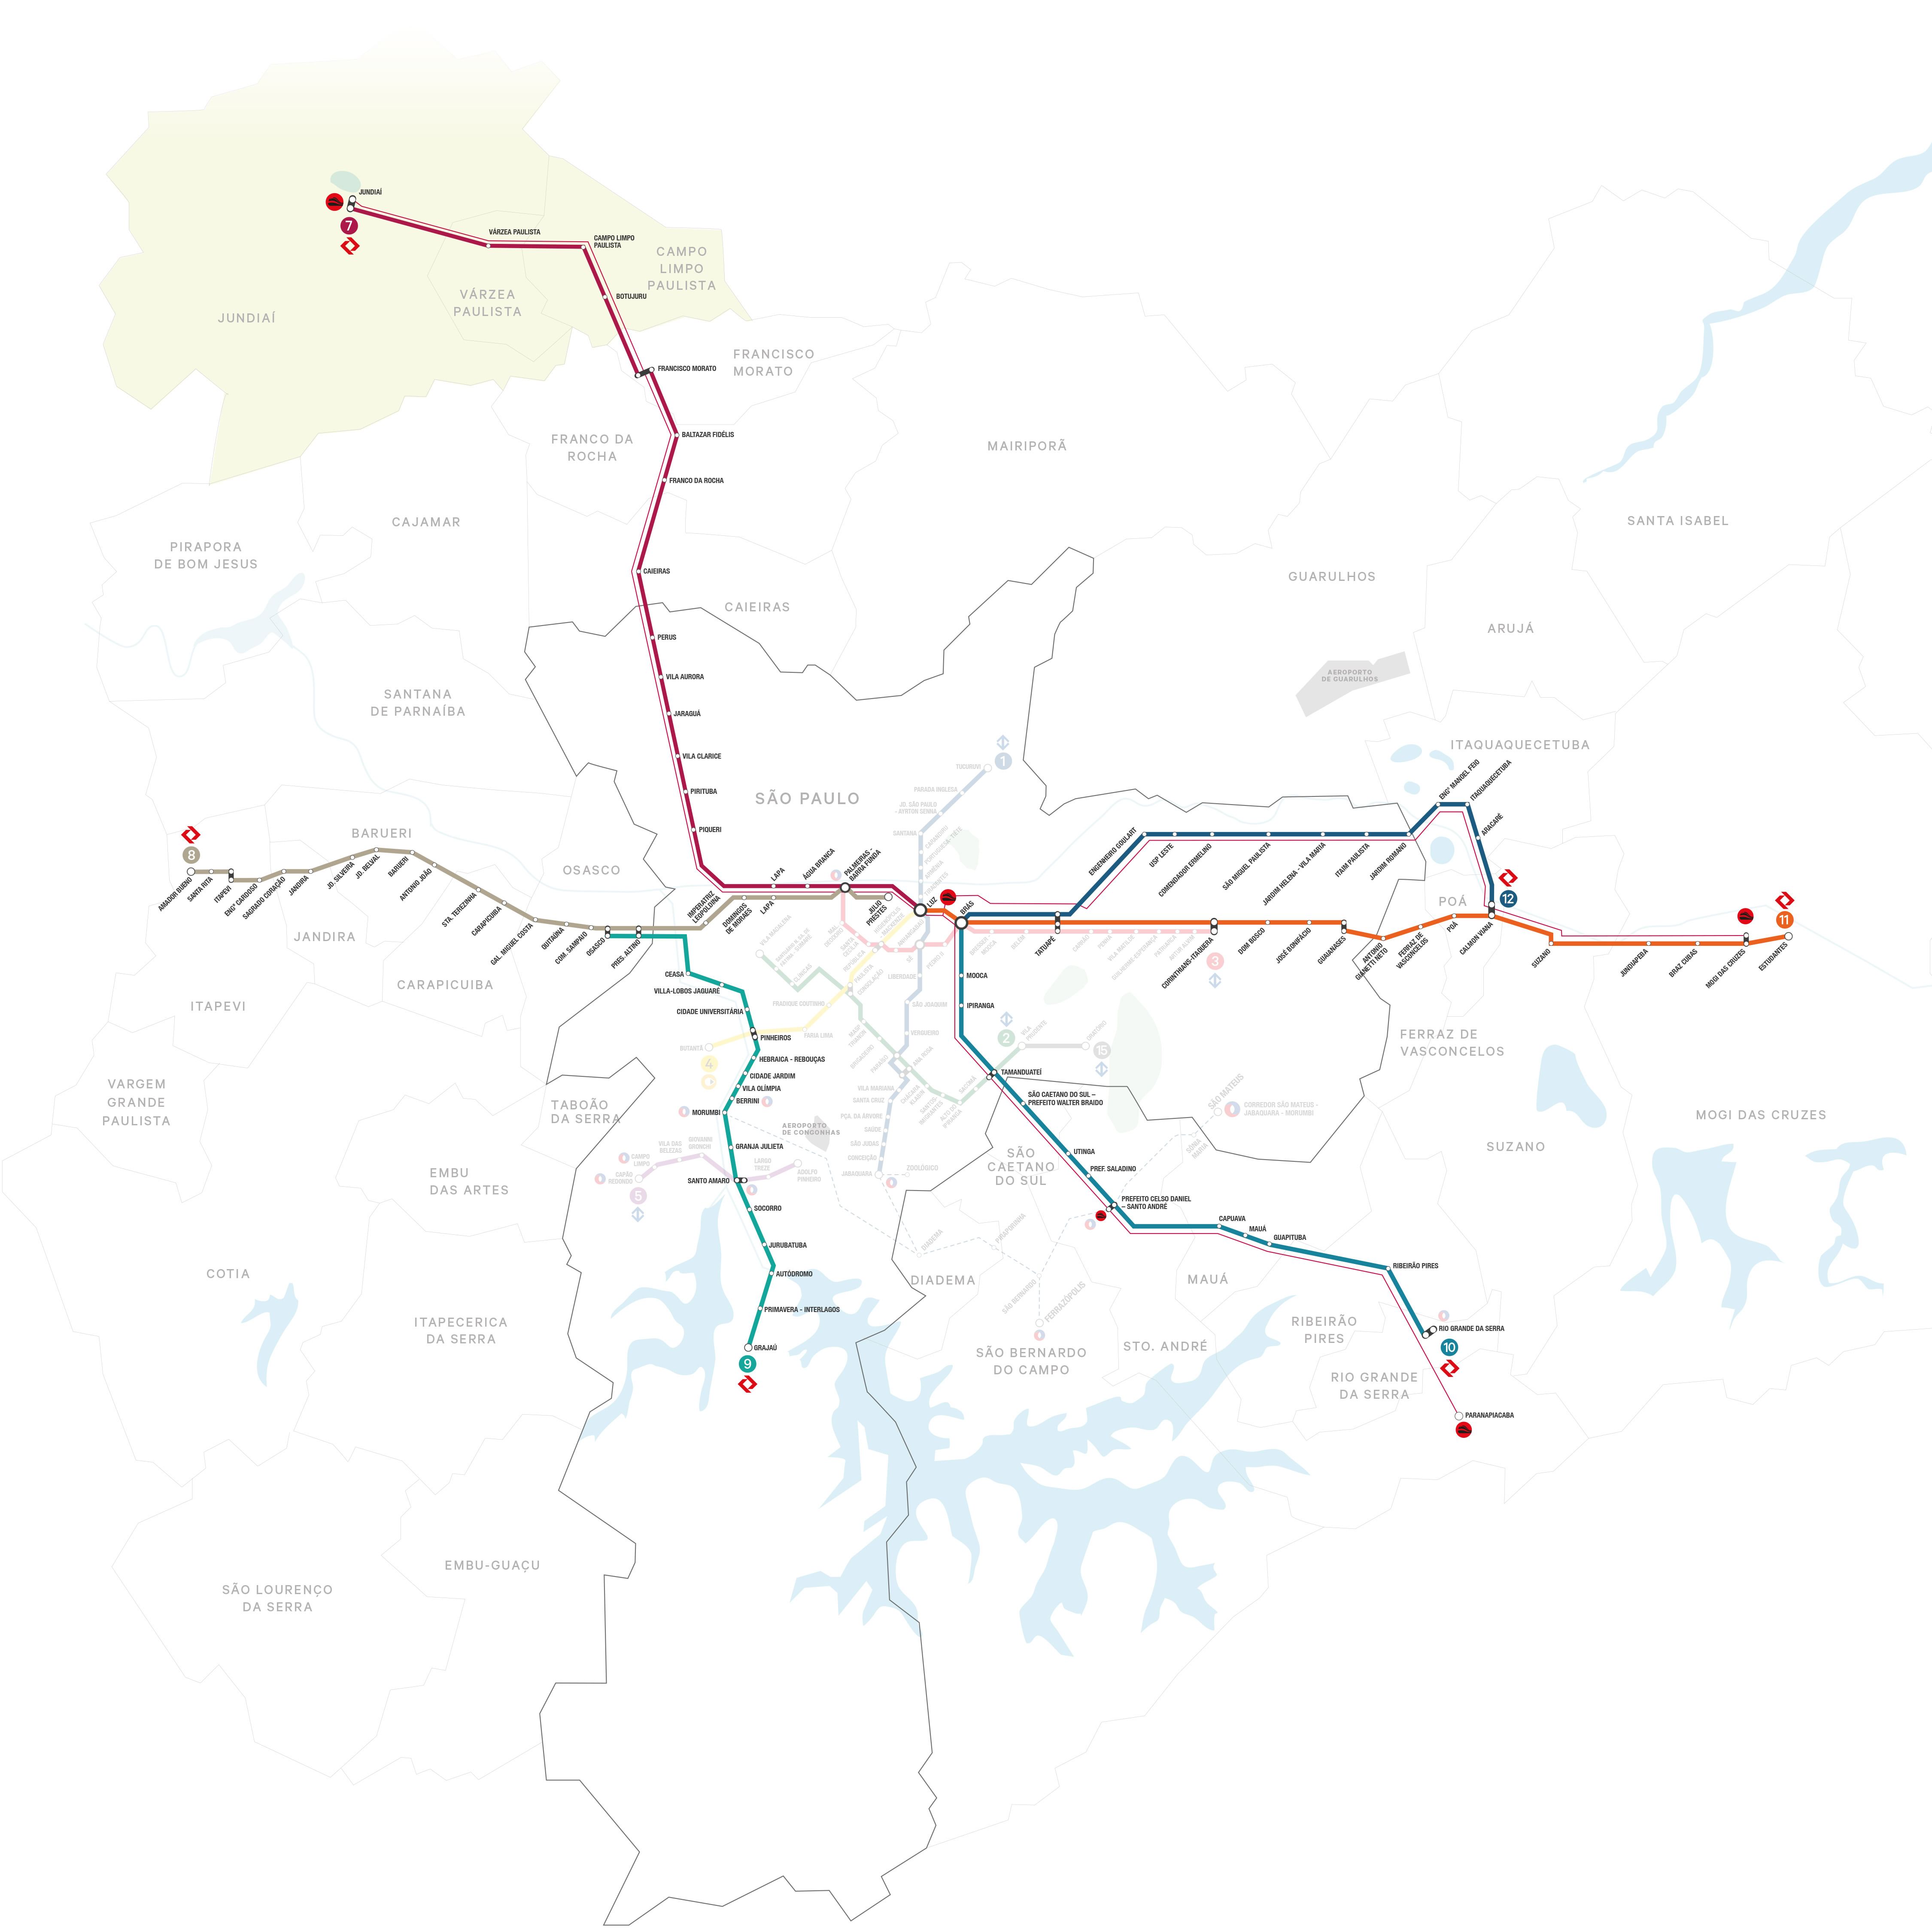 JUNDIAÍ
7
VÁRZEA PAULISTA
CAMPO LIMPO
PAULISTA
CAMPO
LIMPO
PAULISTA
BOTUJURU
VÁRZEA
PAULISTA
JUNDIAÍ
FRANCISCO
MORATO
FRANCISCO MORATO
FRANCO DA
ROCHA
BALTAZAR FIDÉLIS
MAIRIPORÃ
FRANCO DA ROCHA
CAJAMAR
SANTA ISABEL
PIRAPORA
DE BOM JESUS
CAIEIRAS
GUARULHOS
CAIEIRAS
ARUJÁ
PERUS
AEROPORTO
DE GUARULHOS
VILA AURORA
SANTANA
DE PARNAÍBA
JARAGUÁ
ITAQUAQUECETUBA
VILA CLARICE
TUCURUVI
1
PARADA INGLESA
JD. SÃO PAULO
- AYRTON SENNA
PIRITUBA
SÃO PAULO
PIQUERI
SANTANA
BARUERI
8
OSASCO
AMADOR BUENO
SANTA RITA
ITAPEVI
ENGº CARDOSO
SAGRADO CORAÇÃO
JANDIRA
JD. SILVEIRA
JD. BELVAL
BARUERI
ANTONIO JOÃO
STA. TEREZINHA
CARAPICUIBA
GAL. MIGUEL COSTA
QUITAÚNA
COM. SAMPAIO
OSASCO
PRES. ALTINO
IMPERATRIZ
LEOPOLDINA
DOMINGOS
DE MORAES
LAPA
LAPA
ÁGUA BRANCA
PALMEIRAS -
BARRA FUNDA
JÚLIO
PRESTES
LUZ
BRÁS
TATUAPÉ
ENGENHEIRO GOULART
USP LESTE
COMENDADOR ERMELINO
SÃO MIGUEL PAULISTA
JARDIM HELENA - VILA MARIA
ITAIM PAULISTA
JARDIM ROMANO
ENGº MANOEL FEIO
ITAQUAQUECETUBA
ARACARÉ
12
POÁ
11
CORINTHIANS-ITAQUERA
DOM BOSCO
JOSÉ BONIFÁCIO
GUAIANASES
ANTONIO
GIANETTI NETO
FERRAZ DE
VASCONCELOS
POÁ
CALMON VIANA
SUZANO
JUNDIAPEBA
BRAZ CUBAS
MOGI DAS CRUZES
ESTUDANTES
3
JANDIRA
CARAPICUIBA
ITAPEVI
CEASA
VILLA-LOBOS JAGUARÉ
CIDADE UNIVERSITÁRIA
PINHEIROS
HEBRAICA - REBOUÇAS
CIDADE JARDIM
VILA OLÍMPIA
BERRINI
MORUMBI
GRANJA JULIETA
SANTO AMARO
SOCORRO
JURUBATUBA
AUTÓDROMO
PRIMAVERA - INTERLAGOS
GRAJAÚ
9
CLÍNICAS
FRADIQUE COUTINHO
FARIA LIMA
BUTANTÃ
4
LIBERDADE
SÃO JOAQUIM
VERGUEIRO
PARAÍSO
ANA ROSA
VILA MARIANA
SANTA CRUZ
PÇA. DA ÁRVORE
SAÚDE
SÃO JUDAS
CONCEIÇÃO
JABAQUARA
ZOOLÓGICO
AEROPORTO
DE CONGONHAS
MOOCA
IPIRANGA
2
VILA
PRUDENTE
ORATÓRIO
15
TAMANDUATEÍ
SÃO CAETANO DO SUL –
PREFEITO WALTER BRAIDO
UTINGA
PREF. SALADINO
PREFEITO CELSO DANIEL
– SANTO ANDRÉ
CAPUAVA
MAUÁ
GUAPITUBA
RIBEIRÃO PIRES
RIO GRANDE DA SERRA
10
PARANAPIACABA
SÃO MATEUS
CORREDOR SÃO MATEUS -
JABAQUARA - MORUMBI
SÔNIA
MARIA
FERRAZ DE
VASCONCELOS
SUZANO
MOGI DAS CRUZES
VARGEM
GRANDE
PAULISTA
TABOÃO
DA SERRA
EMBU
DAS ARTES
CAMPO
LIMPO
VILA DAS
BELEZAS
GIOVANNI
GRONCHI
CAPÃO
REDONDO
5
LARGO
TREZE
ADOLFO
PINHEIRO
SÃO
CAETANO
DO SUL
DIADEMA
PIRAPORINHA
DIADEMA
SÃO BERNARDO
FERRAZÓPOLIS
COTIA
MAUÁ
ITAPECERICA
DA SERRA
SÃO BERNARDO
DO CAMPO
STO. ANDRÉ
RIBEIRÃO
PIRES
RIO GRANDE
DA SERRA
EMBU-GUAÇU
SÃO LOURENÇO
DA SERRA